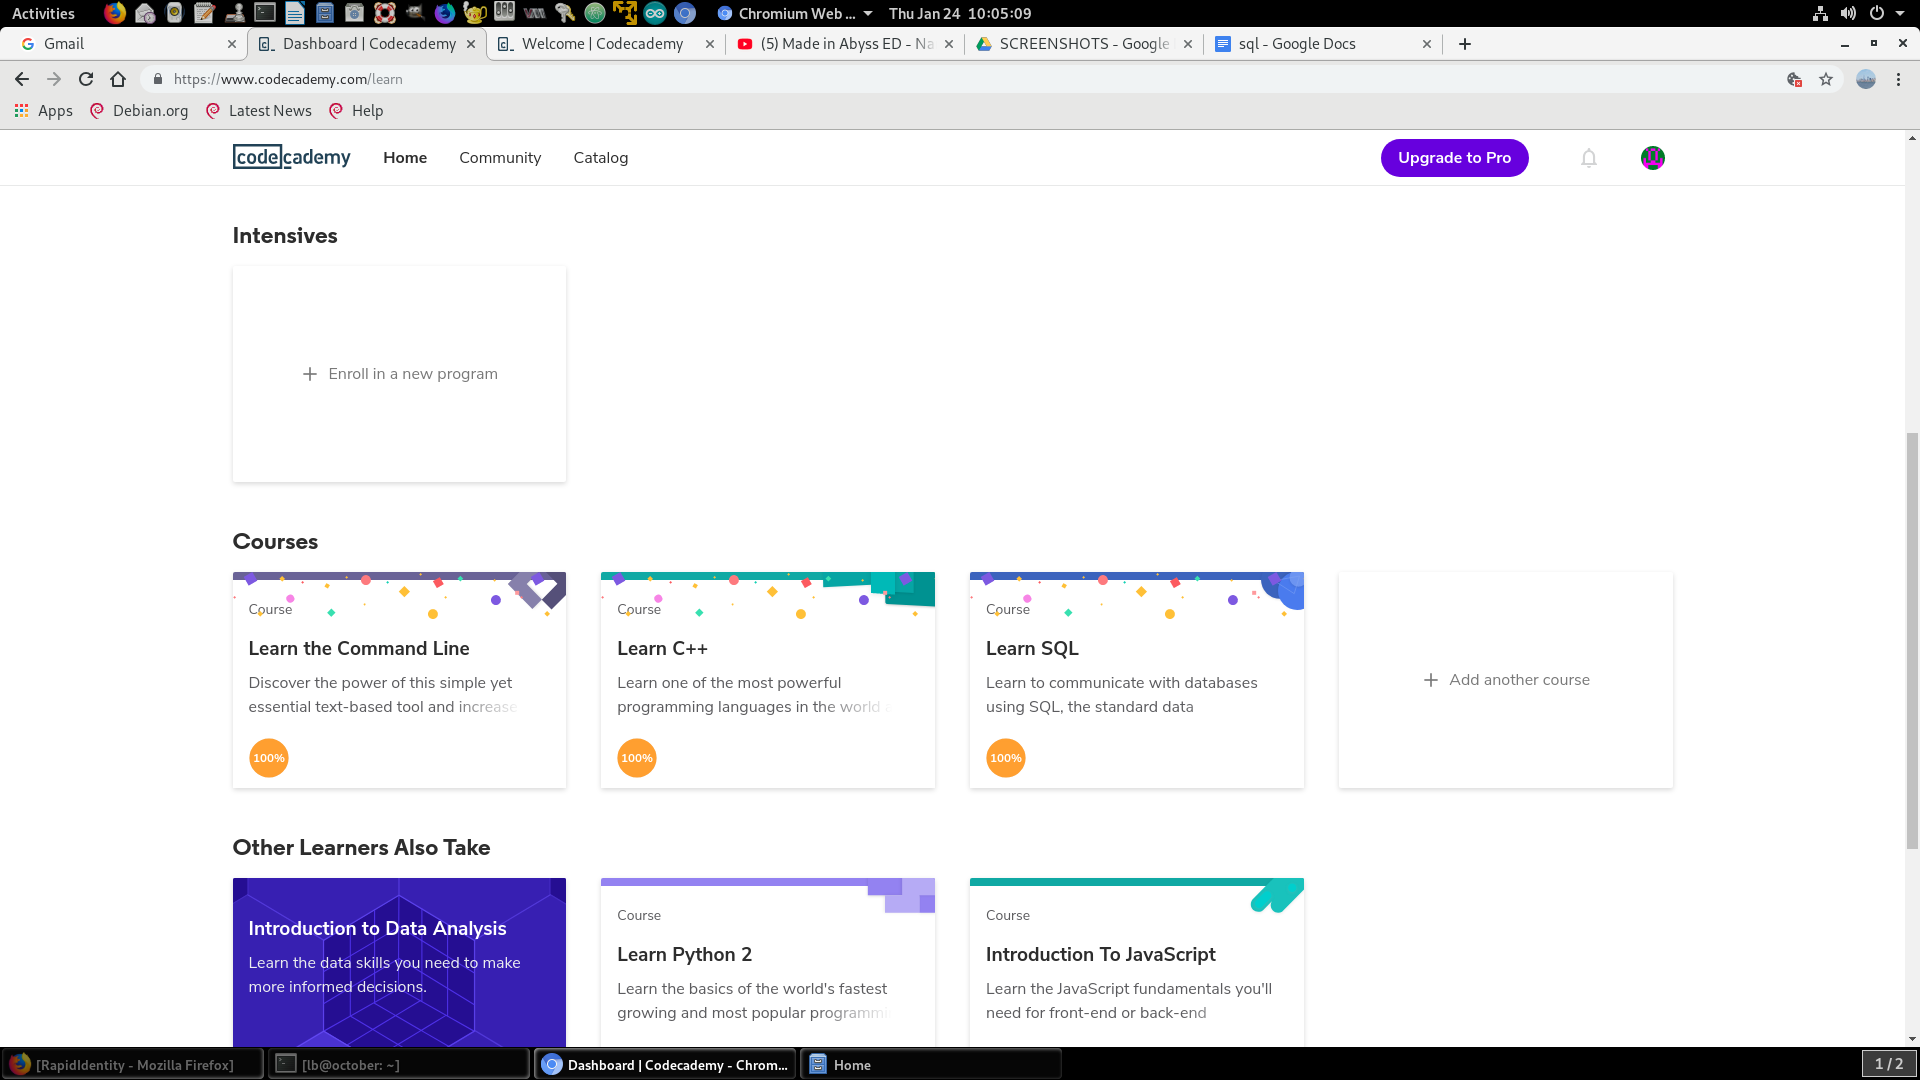 Activities
Chromium Web ...
Thu Jan 24 10:05:09
Gmail
Dashboard | Codecademy
Welcome | Codecademy
(5) Made in Abyss ED - Na
SCREENSHOTS - Google
sql - Google Docs
https://www.codecademy.com/learn
Apps
Debian.org
Latest News
Help
codecademy
Home
Community
Catalog
Upgrade to Pro
Intensives
Enroll in a new program
Courses
Course
Learn the Command Line
Discover the power of this simple yet
essential text-based tool and increase
100%
Course
Learn C++
Learn one of the most powerful
programming languages in the world a
100%
Course
Learn SQL
Learn to communicate with databases
using SQL, the standard data
100%
Add another course
Other Learners Also Take
Introduction to Data Analysis
Learn the data skills you need to make
more informed decisions.
Course
Learn Python 2
Learn the basics of the world's fastest
growing and most popular programmi
Course
Introduction To JavaScript
Learn the JavaScript fundamentals you'll
need for front-end or back-end
[RapidIdentity - Mozilla Firefox]
[lb@october: ~]
Dashboard | Codecademy - Chrom...
Home
1 / 2